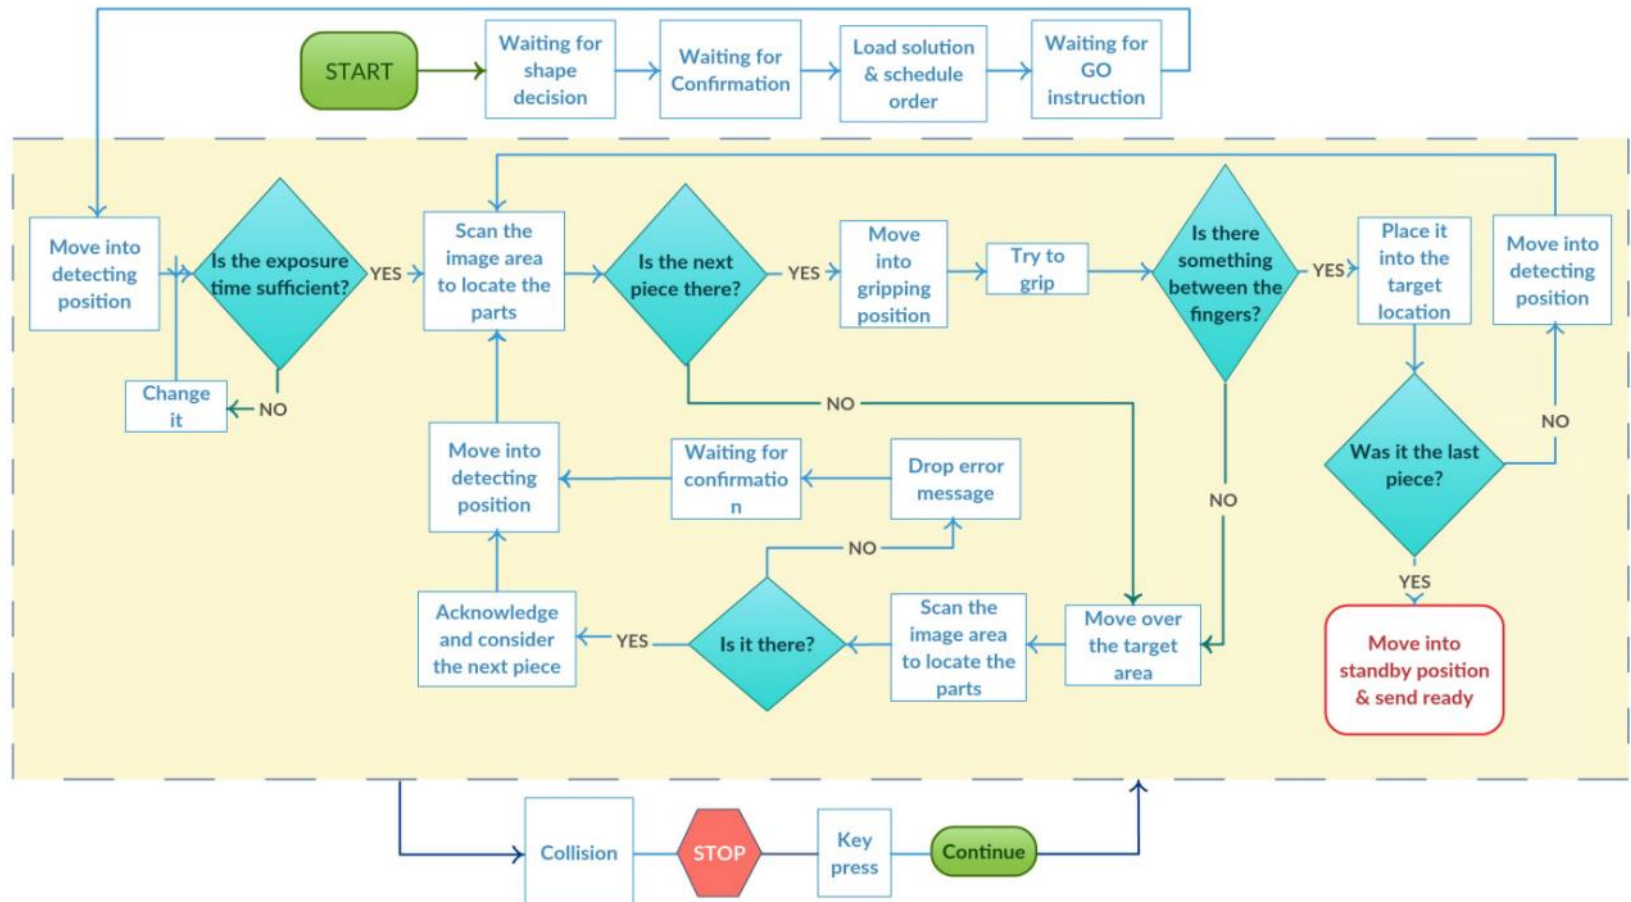 START
Waiting for
shape
decision
Waiting for
Confirmation
Load solution
& schedule
order
Waiting for
GO
instruction
Move into
detecting
position
Is the exposure
time sufficient?
YES
NO
Change
it
Scan the
image area
to locate the
parts
Is the next
piece there?
YES
NO
Move
into
gripping
position
Try to
grip
Is there
something
between the
fingers?
YES
NO
Place it
into the
target
location
Move into
detecting
position
Was it the last
piece?
NO
YES
Move into
standby position
& send ready
Move over
the target
area
Scan the
image area
to locate the
parts
Is it there?
NO
YES
Drop error
message
Waiting for
confirmatio
n
Move into
detecting
position
Acknowledge
and consider
the next piece
Collision
STOP
Key
press
Continue